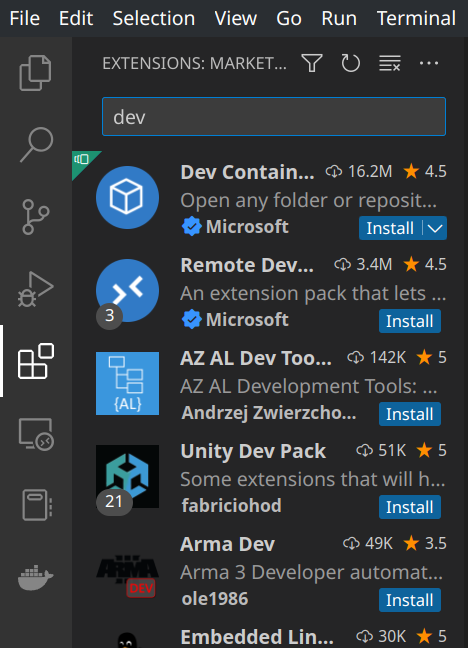 File Edit Selection View Go Run Terminal
EXTENSIONS: MARKET...
dev
Dev Contain... 16.2M 4.5
Open any folder or reposit...
Microsoft Install
Remote Dev... 3.4M 4.5
An extension pack that lets ...
3 Microsoft Install
AZ AL Dev Too... 142K 5
AZ AL Development Tools: ...
{AL} Andrzej Zwierzcho... Install
Unity Dev Pack 51K 5
Some extensions that will h...
21 fabriciohod Install
Arma Dev 49K 3.5
ARMA Arma 3 Developer automat...
DEV ole1986 Install
Embedded Lin... 30K 5